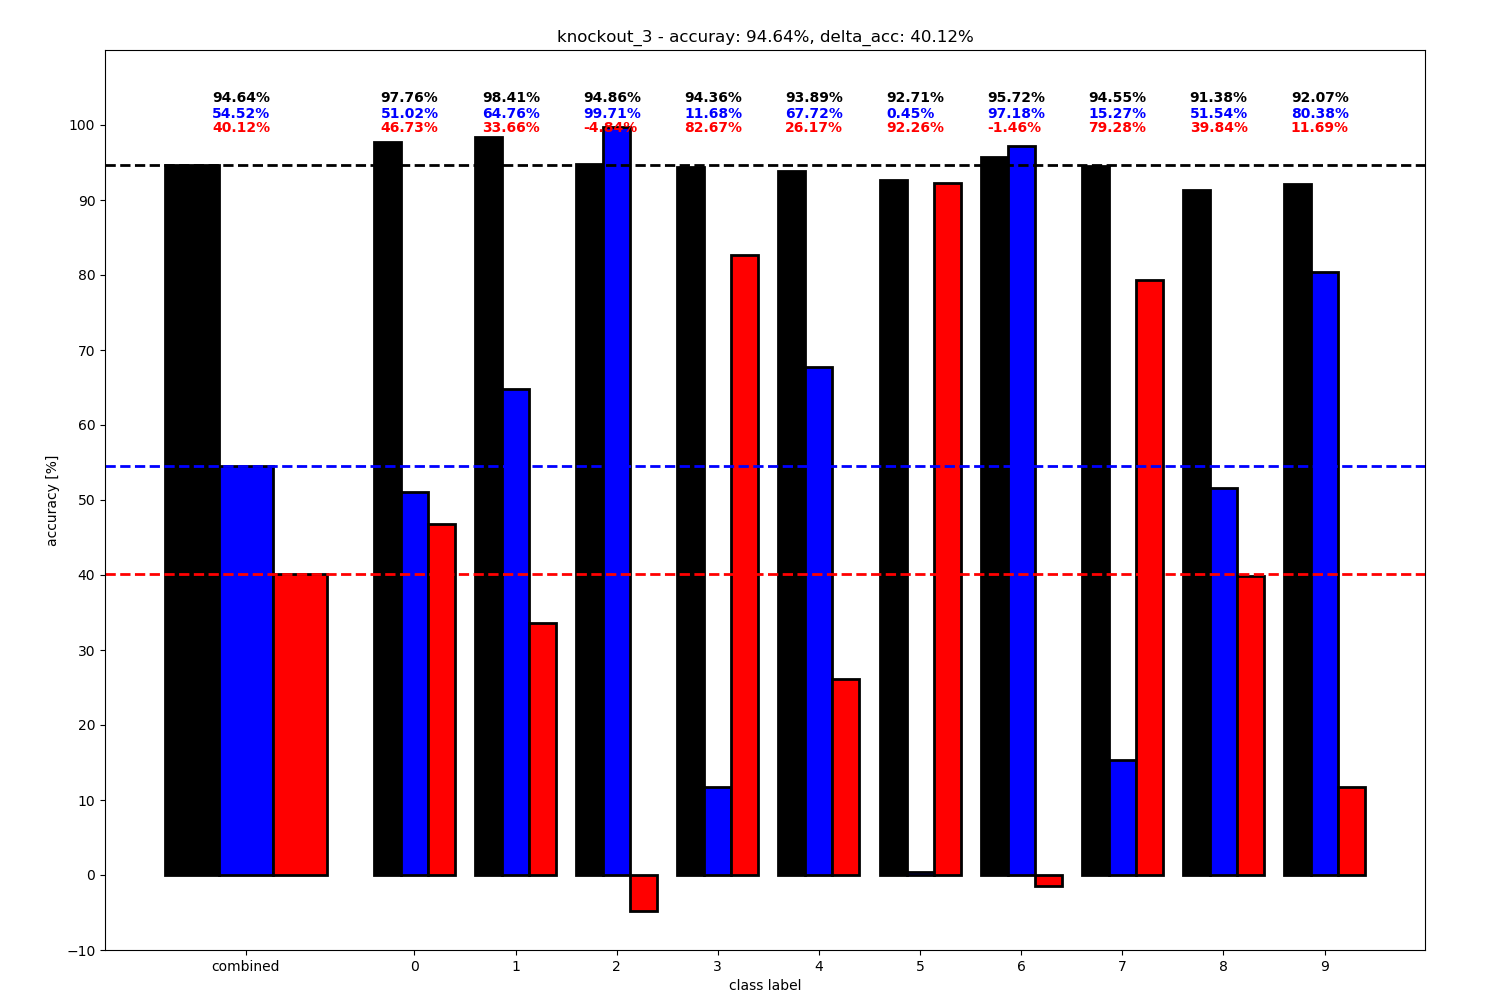 knockout_3 - accuray: 94.64%, delta_acc: 40.12%
94.64% 97.76% 98.41% 94.86% 94.36% 93.89% 92.71% 95.72% 94.55% 91.38% 92.07%
54.52% 51.02% 64.76% 99.71% 11.68% 67.72% 0.45% 97.18% 15.27% 51.54% 80.38%
40.12% 46.73% 33.66% -4.84% 82.67% 26.17% 92.26% -1.46% 79.28% 39.84% 11.69%
100
90
80
70
60
50
40
30
20
10
0
−10
accuracy [%]
combined 0 1 2 3 4 5 6 7 8 9
class label